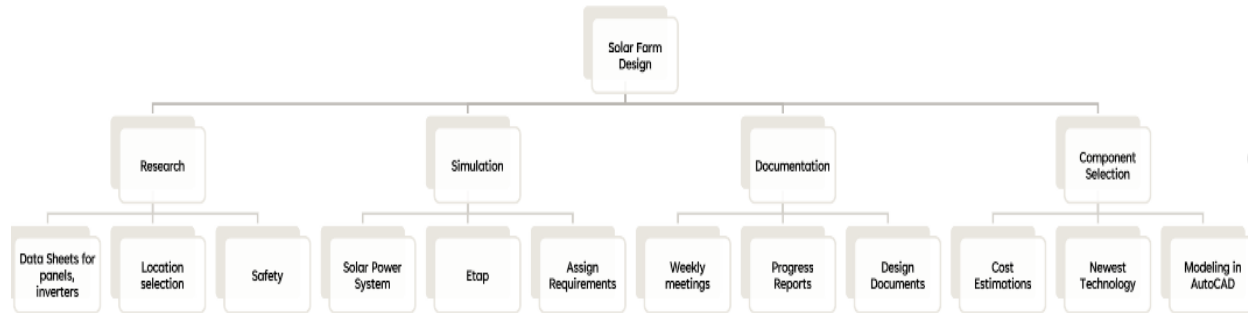 Solar Farm
Design
Research
Simulation
Documentation
Component
Selection
Data Sheets for
panels,
inverters
Location
selection
Safety
Solar Power
System
Etap
Assign
Requirements
Weekly
meetings
Progress
Reports
Design
Documents
Cost
Estimations
Newest
Technology
Modeling in
AutoCAD